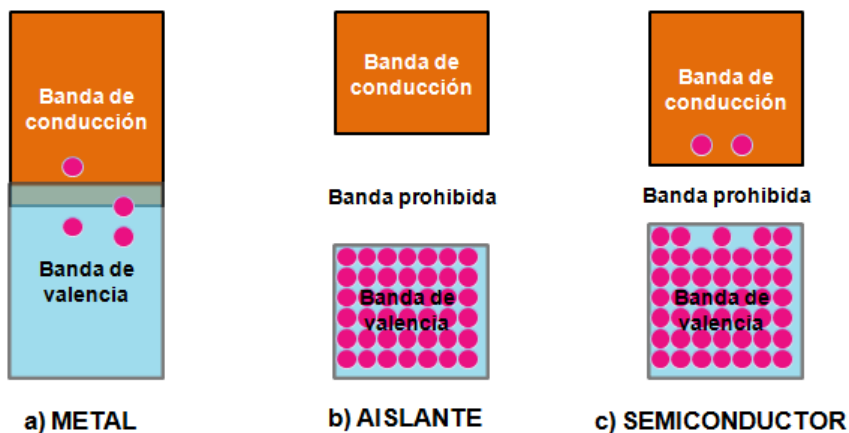 Banda de
conducción
Banda de
valencia
a) METAL
Banda de
conducción
Banda prohibida
Banda de
valencia
b) AISLANTE
Banda de
conducción
Banda prohibida
Banda de
valencia
c) SEMICONDUCTOR